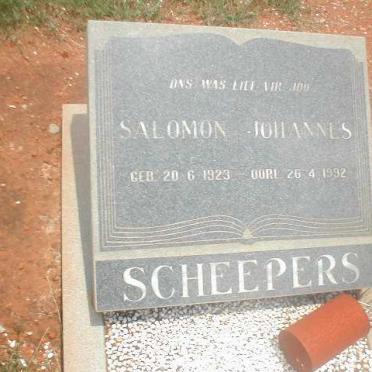 ONS WAS LIEF VIR JOU
SALOMON JOHANNES
GEB. 20-6-1923 — OORL. 26-4-1992
SCHEEPERS